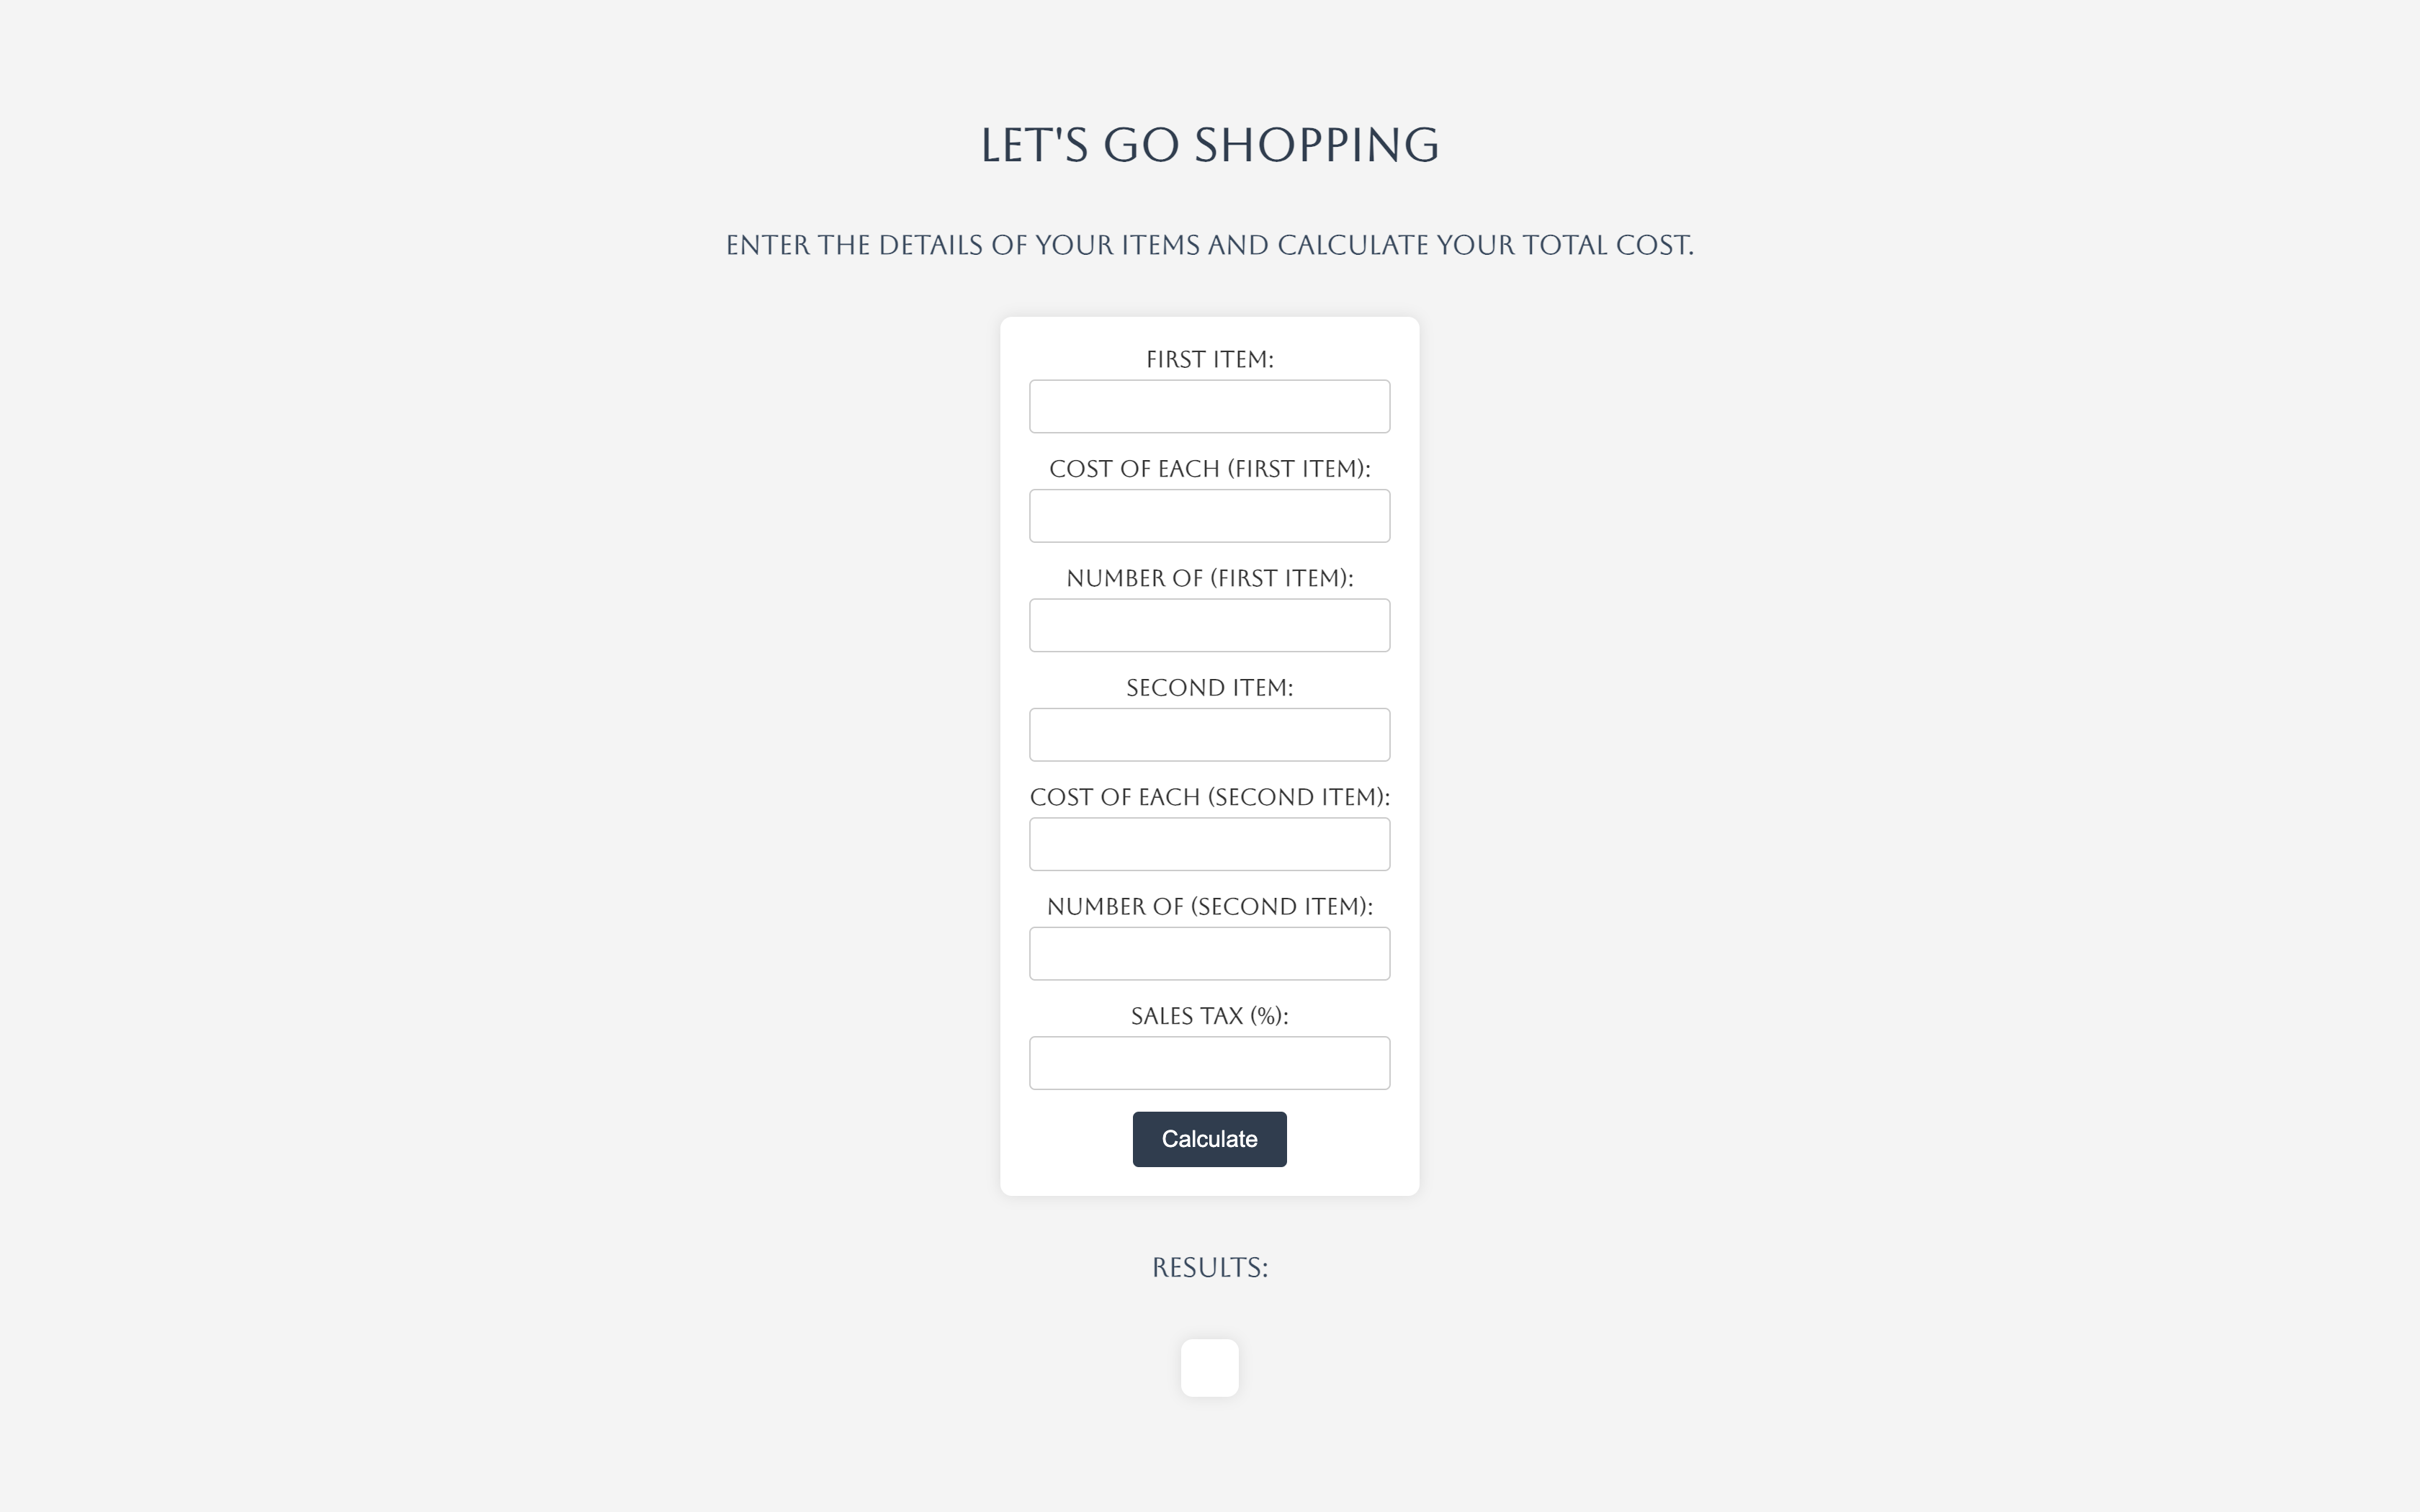 LET'S GO SHOPPING
ENTER THE DETAILS OF YOUR ITEMS AND CALCULATE YOUR TOTAL COST.
FIRST ITEM:
COST OF EACH (FIRST ITEM):
NUMBER OF (FIRST ITEM):
SECOND ITEM:
COST OF EACH (SECOND ITEM):
NUMBER OF (SECOND ITEM):
SALES TAX (%):
Calculate
RESULTS: